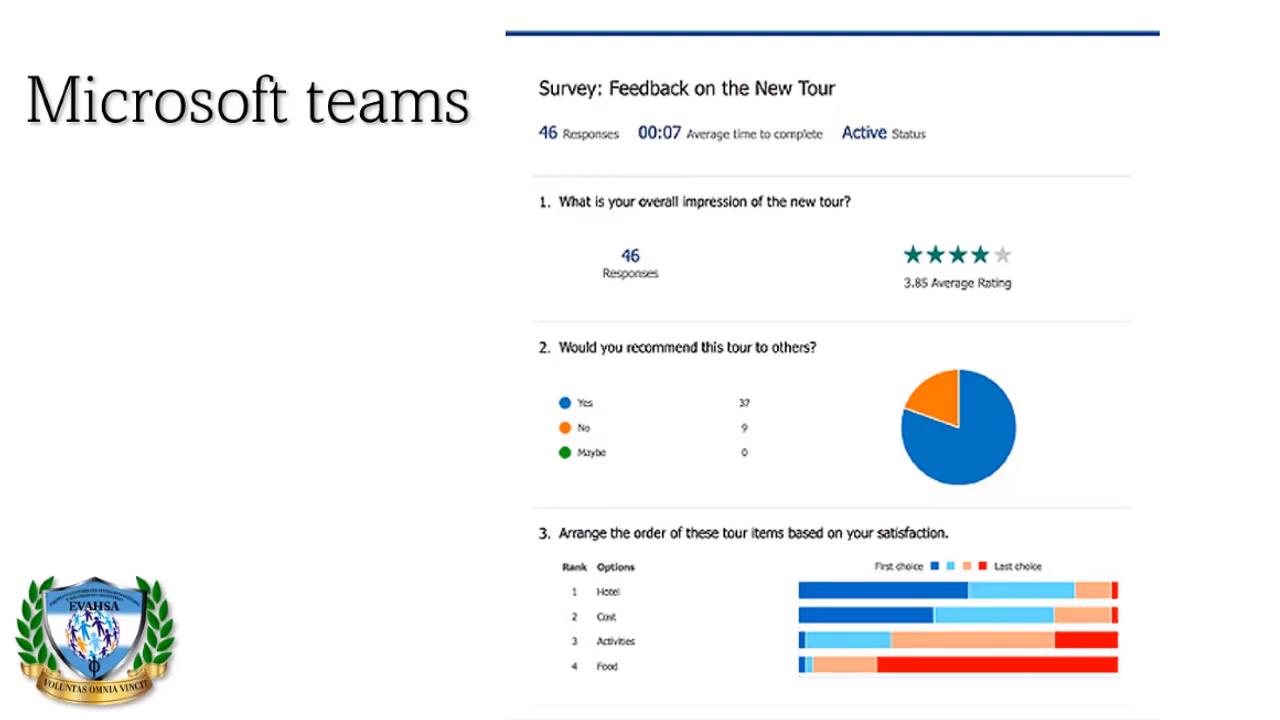 Microsoft teams
Survey: Feedback on the New Tour
46 Responses 00:07 Average time to complete Active Status
1. What is your overall impression of the new tour?
46
Responses
3.85 Average Rating
2. Would you recommend this tour to others?
Yes 37
No 9
Maybe 0
3. Arrange the order of these tour items based on your satisfaction.
Rank Options First choice Last choice
1 Hotel
2 Cost
3 Activities
4 Food
EVAHSA
VOLUNTAS OMNIA VINCIT